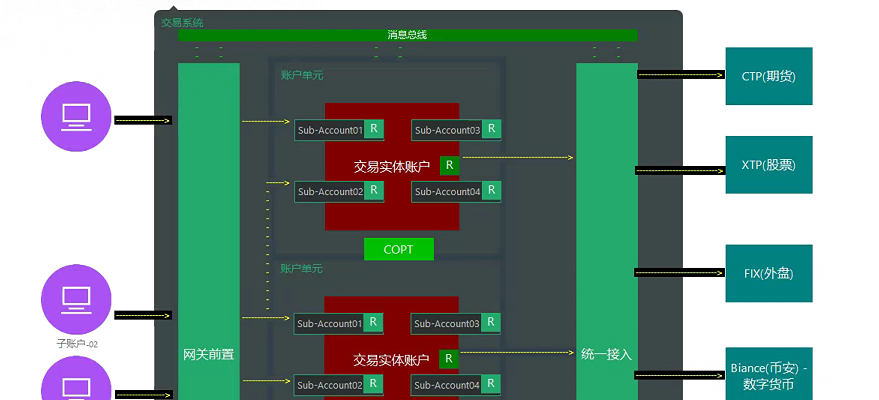 交易系统
消息总线
账户单元
Sub-Account01 R
Sub-Account03 R
交易实体账户 R
Sub-Account02 R
Sub-Account04 R
COPT
账户单元
Sub-Account01 R
Sub-Account03 R
交易实体账户 R
Sub-Account02 R
Sub-Account04 R
子账户-02
网关前置
统一接入
CTP(期货)
XTP(股票)
FIX(外盘)
Biance(币安) -
数字货币